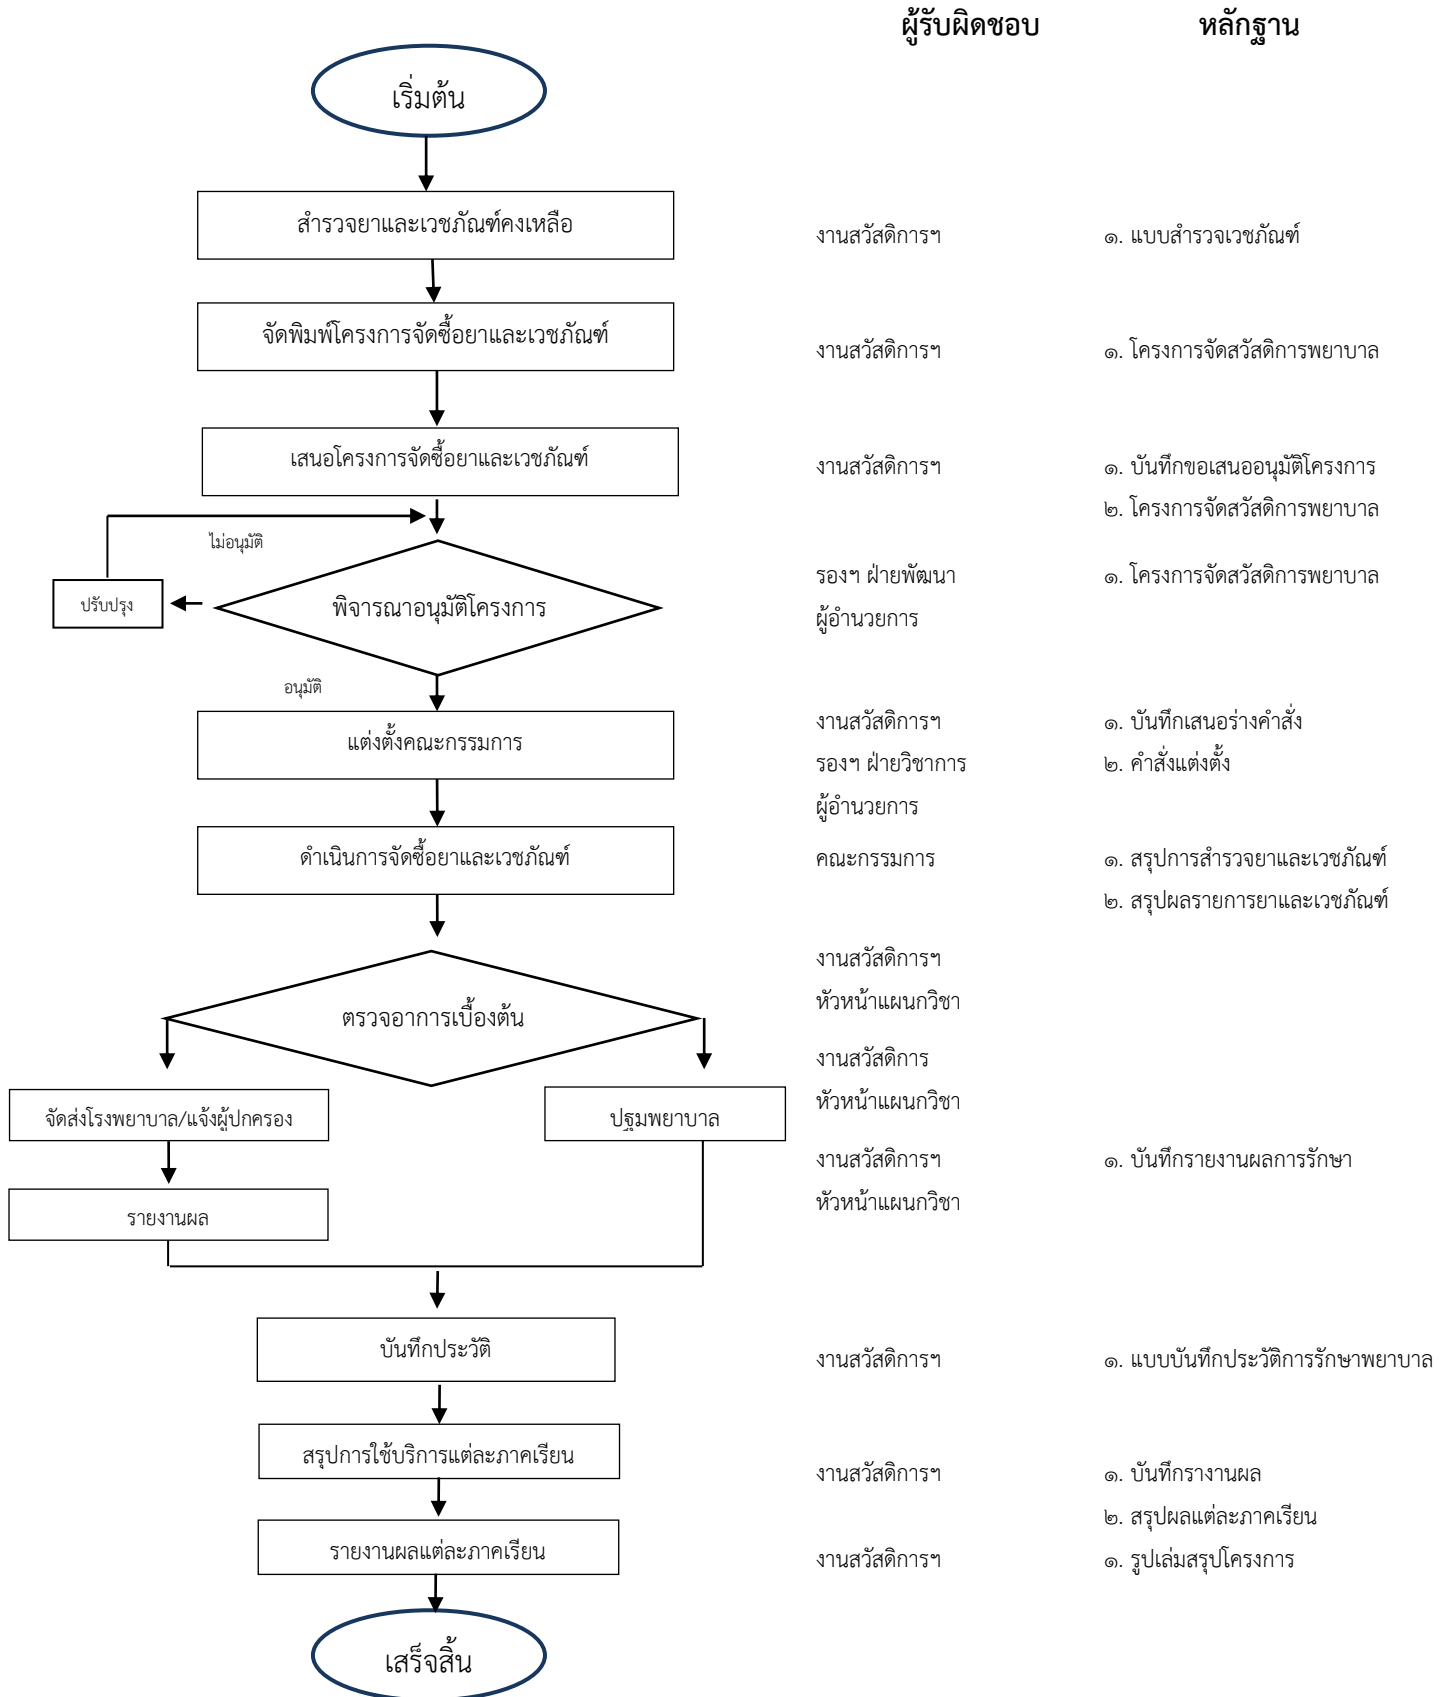 ผู้รับผิดชอบ หลักฐาน
เริ่มต้น
สำรวจยาและเวชภัณฑ์คงเหลือ
งานสวัสดิการฯ ๑. แบบสำรวจเวชภัณฑ์
จัดพิมพ์โครงการจัดซื้อยาและเวชภัณฑ์
งานสวัสดิการฯ ๑. โครงการจัดสวัสดิการพยาบาล
เสนอโครงการจัดซื้อยาและเวชภัณฑ์
งานสวัสดิการฯ ๑. บันทึกขอเสนออนุมัติโครงการ
๒. โครงการจัดสวัสดิการพยาบาล
ไม่อนุมัติ
ปรับปรุง
พิจารณาอนุมัติโครงการ
รองฯ ฝ่ายพัฒนา ๑. โครงการจัดสวัสดิการพยาบาล
ผู้อำนวยการ
อนุมัติ
แต่งตั้งคณะกรรมการ
งานสวัสดิการฯ ๑. บันทึกเสนอร่างคำสั่ง
รองฯ ฝ่ายวิชาการ ๒. คำสั่งแต่งตั้ง
ผู้อำนวยการ
ดำเนินการจัดซื้อยาและเวชภัณฑ์
คณะกรรมการ ๑. สรุปการสำรวจยาและเวชภัณฑ์
๒. สรุปผลรายการยาและเวชภัณฑ์
ตรวจอาการเบื้องต้น
งานสวัสดิการฯ
หัวหน้าแผนกวิชา
จัดส่งโรงพยาบาล/แจ้งผู้ปกครอง
ปฐมพยาบาล
งานสวัสดิการ
หัวหน้าแผนกวิชา
รายงานผล
งานสวัสดิการฯ ๑. บันทึกรายงานผลการรักษา
หัวหน้าแผนกวิชา
บันทึกประวัติ
งานสวัสดิการฯ ๑. แบบบันทึกประวัติการรักษาพยาบาล
สรุปการใช้บริการแต่ละภาคเรียน
งานสวัสดิการฯ ๑. บันทึกรางานผล
๒. สรุปผลแต่ละภาคเรียน
รายงานผลแต่ละภาคเรียน
งานสวัสดิการฯ ๑. รูปเล่มสรุปโครงการ
เสร็จสิ้น